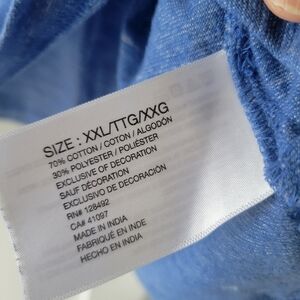 SIZE : XXL/TTG/XXG
70% COTTON / COTON / ALGODÓN
30% POLYESTER / POLIÉSTER
EXCLUSIVE OF DECORATION
SAUF DÉCORATION
EXCLUSIVO DE DECORACIÓN
RN# 128492
CA# 41097
MADE IN INDIA
FABRIQUÉ EN INDE
HECHO EN INDIA